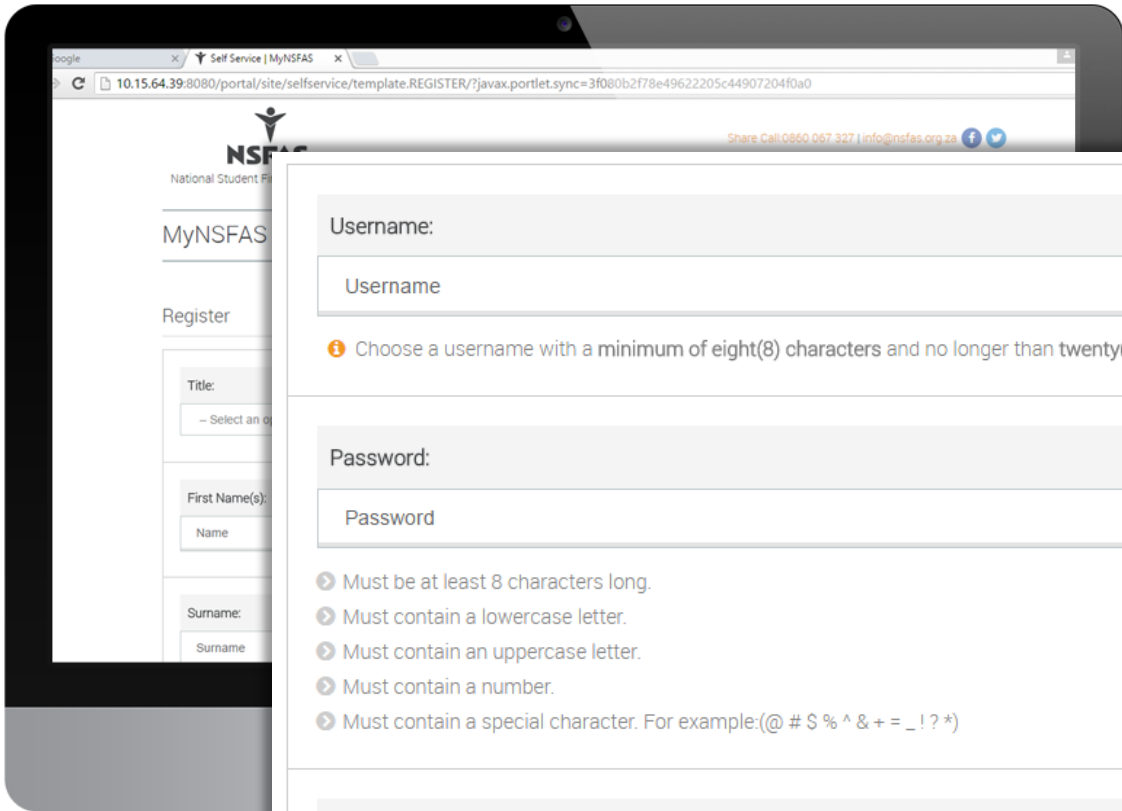 oogle
Self Service | MyNSFAS
10.15.64.39:8080/portal/site/selfservice/template.REGISTER/?javax.portlet.sync=3f080b2f78e49622205c44907204f0a0
NSFAS
Share Call:0860 067 327 | info@nsfas.org.za
National Student Fi
MyNSFAS
Register
Title:
-- Select an op
First Name(s):
Name
Surname:
Surname
Username:
Username
Choose a username with a minimum of eight(8) characters and no longer than twenty(
Password:
Password
Must be at least 8 characters long.
Must contain a lowercase letter.
Must contain an uppercase letter.
Must contain a number.
Must contain a special character. For example:(@ # $ % ^ & + = _ ! ? *)